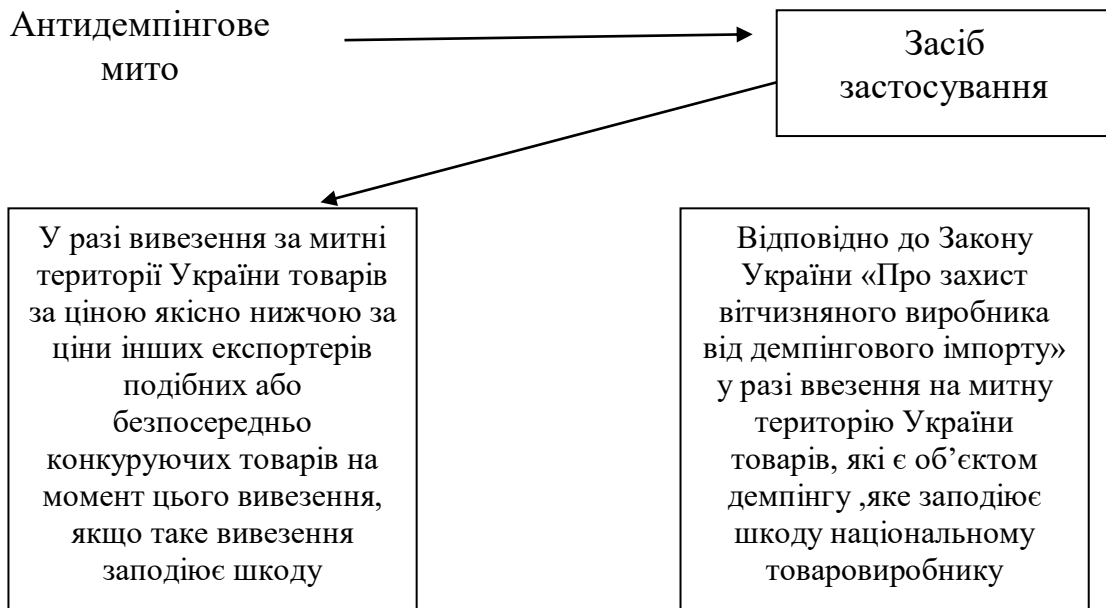 Антидемпінгове
мито
Засіб
застосування
У разі вивезення за митні
території України товарів
за ціною якісно нижчою за
ціни інших експортерів
подібних або
безпосередньо
конкуруючих товарів на
момент цього вивезення,
якщо таке вивезення
заподіює шкоду
Відповідно до Закону
України «Про захист
вітчизняного виробника
від демпінгового імпорту»
у разі ввезення на митну
територію України
товарів, які є об’єктом
демпінгу ,яке заподіює
шкоду національному
товаровиробнику